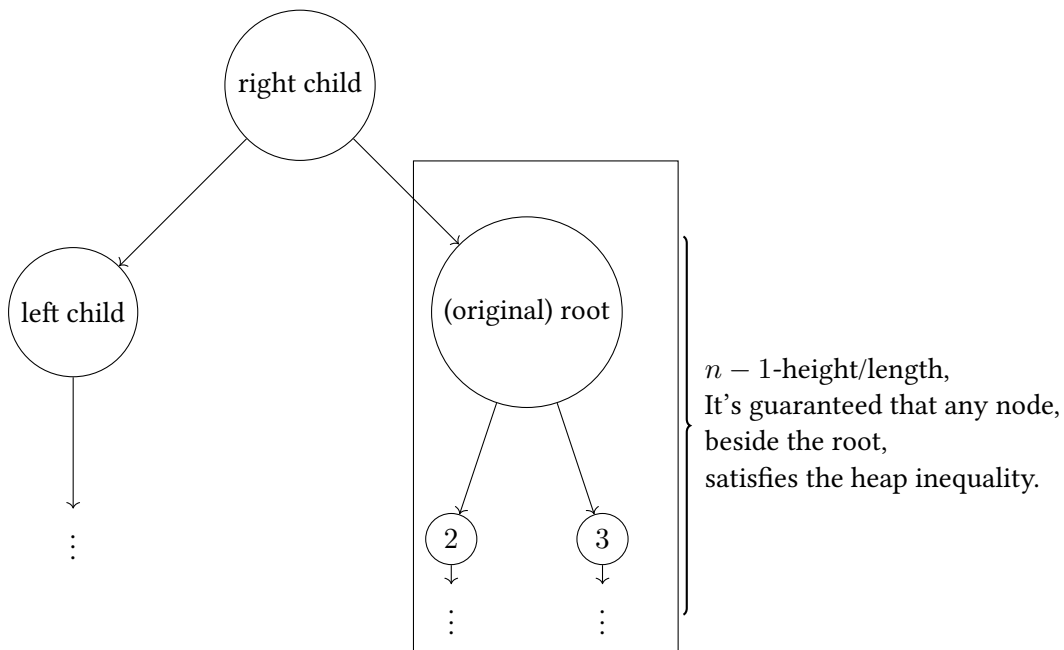 right child
left child
(original) root
n − 1-height/length,
It's guaranteed that any node,
beside the root,
satisfies the heap inequality.
2
3
⋮
⋮
⋮